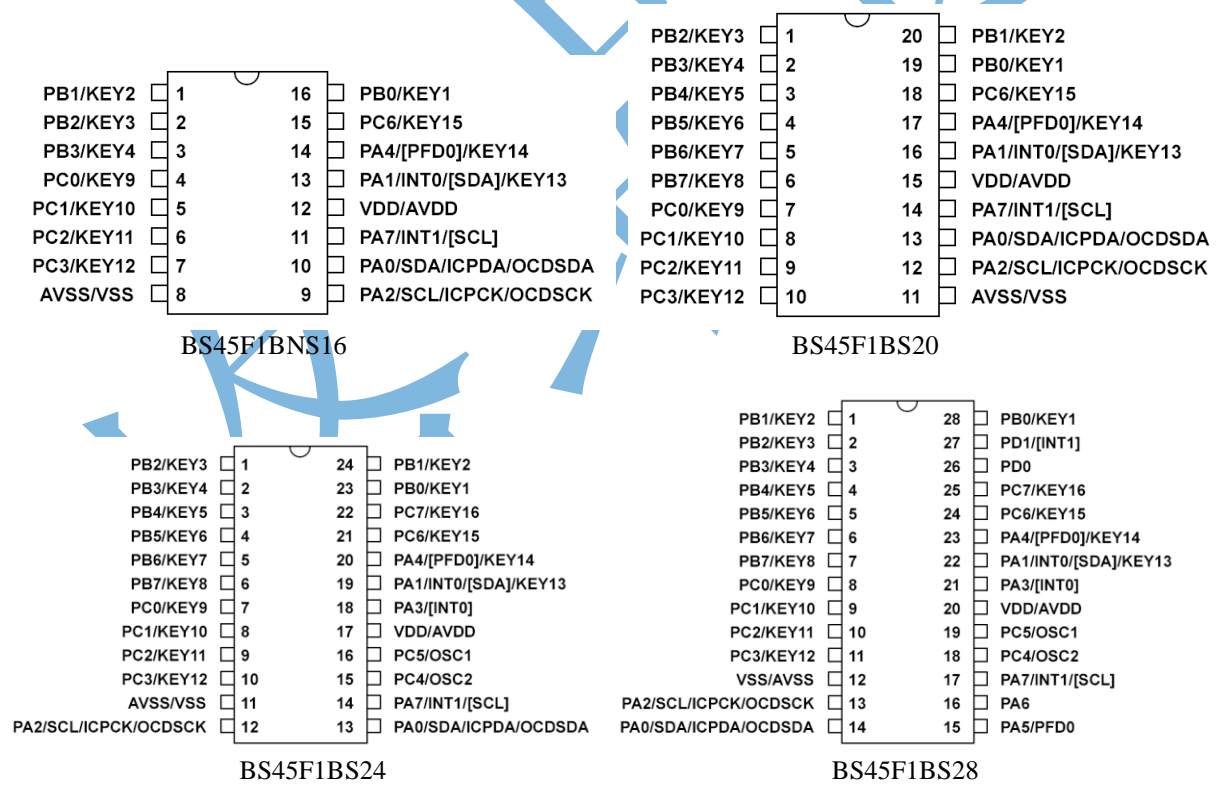 PB1/KEY2 1 16 PB0/KEY1
PB2/KEY3 2 15 PC6/KEY15
PB3/KEY4 3 14 PA4/[PFD0]/KEY14
PC0/KEY9 4 13 PA1/INT0/[SDA]/KEY13
PC1/KEY10 5 12 VDD/AVDD
PC2/KEY11 6 11 PA7/INT1/[SCL]
PC3/KEY12 7 10 PA0/SDA/ICPDA/OCDSDA
AVSS/VSS 8 9 PA2/SCL/ICPCK/OCDSCK
BS45F1BNS16
PB2/KEY3 1 20 PB1/KEY2
PB3/KEY4 2 19 PB0/KEY1
PB4/KEY5 3 18 PC6/KEY15
PB5/KEY6 4 17 PA4/[PFD0]/KEY14
PB6/KEY7 5 16 PA1/INT0/[SDA]/KEY13
PB7/KEY8 6 15 VDD/AVDD
PC0/KEY9 7 14 PA7/INT1/[SCL]
PC1/KEY10 8 13 PA0/SDA/ICPDA/OCDSDA
PC2/KEY11 9 12 PA2/SCL/ICPCK/OCDSCK
PC3/KEY12 10 11 AVSS/VSS
BS45F1BS20
PB2/KEY3 1 24 PB1/KEY2
PB3/KEY4 2 23 PB0/KEY1
PB4/KEY5 3 22 PC7/KEY16
PB5/KEY6 4 21 PC6/KEY15
PB6/KEY7 5 20 PA4/[PFD0]/KEY14
PB7/KEY8 6 19 PA1/INT0/[SDA]/KEY13
PC0/KEY9 7 18 PA3/[INT0]
PC1/KEY10 8 17 VDD/AVDD
PC2/KEY11 9 16 PC5/OSC1
PC3/KEY12 10 15 PC4/OSC2
AVSS/VSS 11 14 PA7/INT1/[SCL]
PA2/SCL/ICPCK/OCDSCK 12 13 PA0/SDA/ICPDA/OCDSDA
BS45F1BS24
PB1/KEY2 1 28 PB0/KEY1
PB2/KEY3 2 27 PD1/[INT1]
PB3/KEY4 3 26 PD0
PB4/KEY5 4 25 PC7/KEY16
PB5/KEY6 5 24 PC6/KEY15
PB6/KEY7 6 23 PA4/[PFD0]/KEY14
PB7/KEY8 7 22 PA1/INT0/[SDA]/KEY13
PC0/KEY9 8 21 PA3/[INT0]
PC1/KEY10 9 20 VDD/AVDD
PC2/KEY11 10 19 PC5/OSC1
PC3/KEY12 11 18 PC4/OSC2
VSS/AVSS 12 17 PA7/INT1/[SCL]
PA2/SCL/ICPCK/OCDSCK 13 16 PA6
PA0/SDA/ICPDA/OCDSDA 14 15 PA5/PFD0
BS45F1BS28